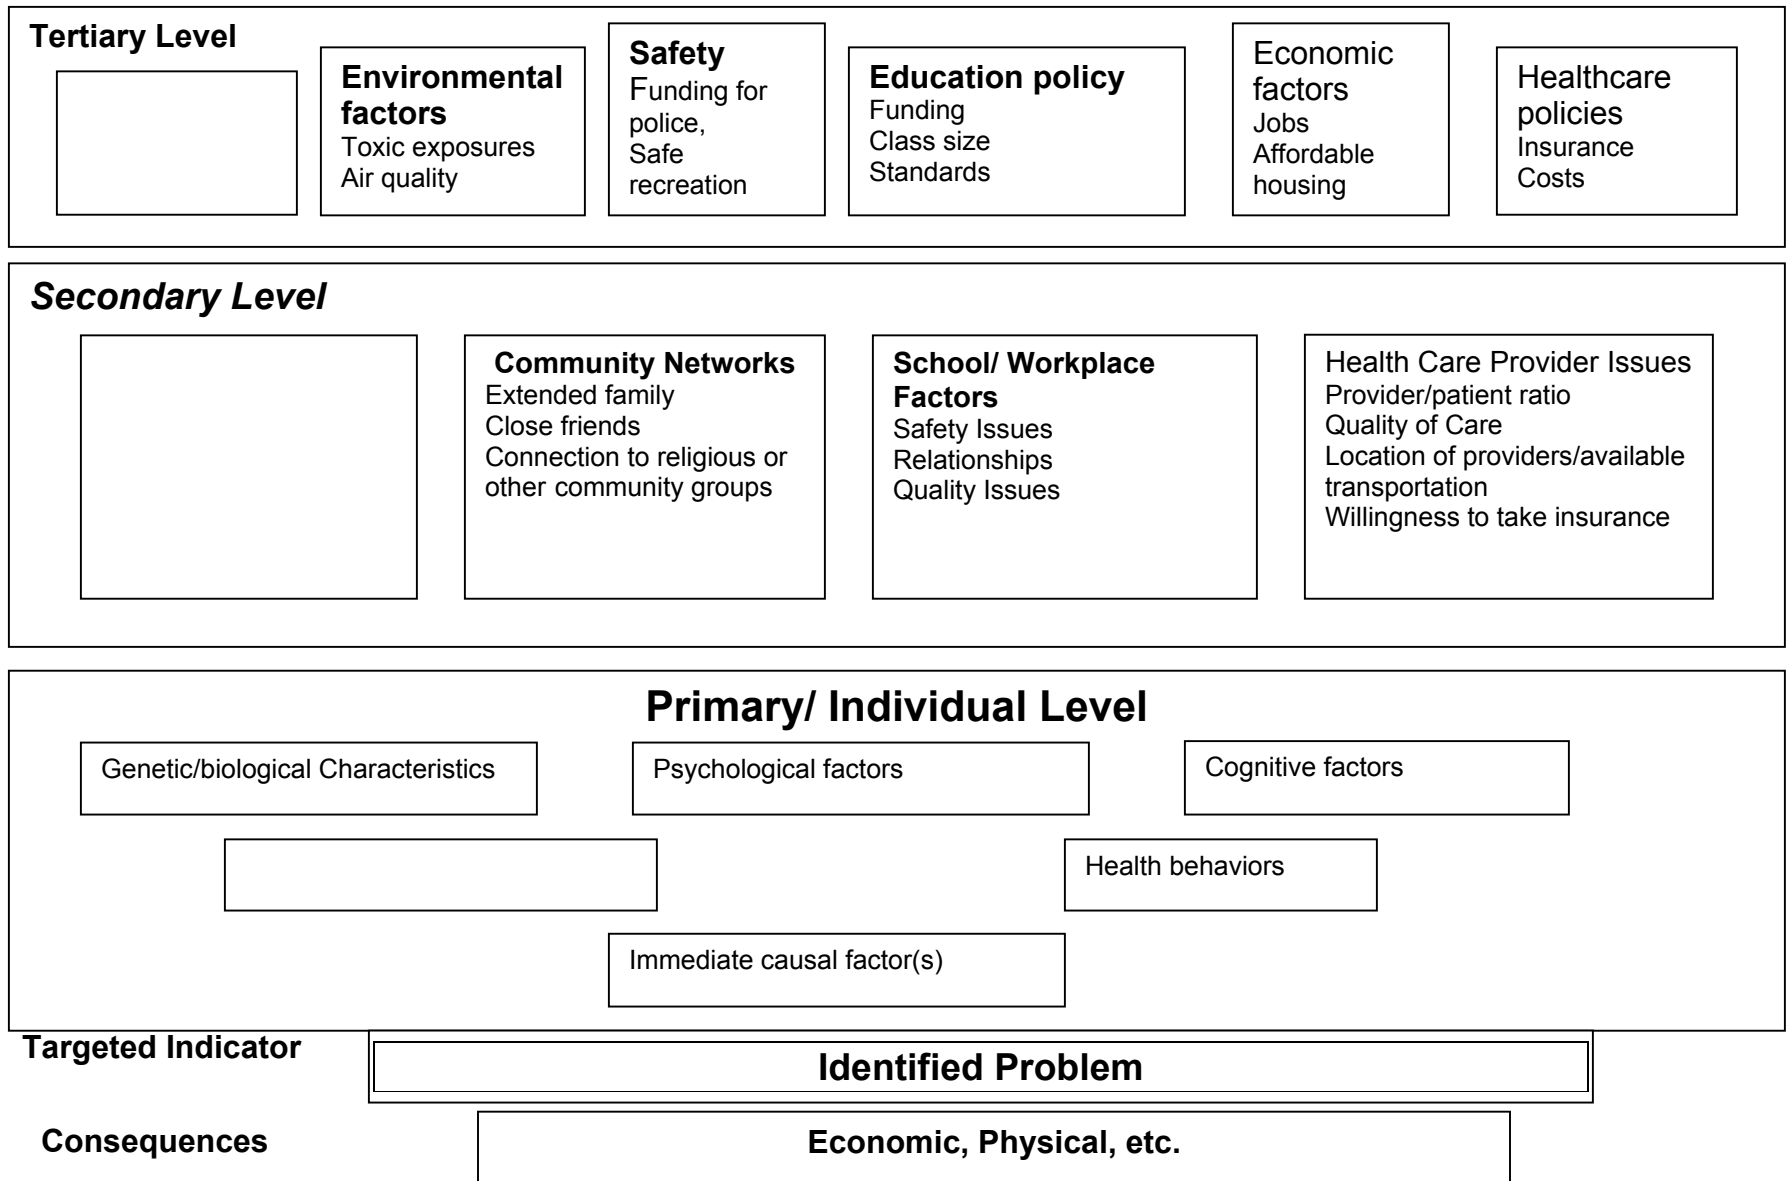 Tertiary Level
Environmental
factors
Toxic exposures
Air quality
Safety
Funding for
police,
Safe
recreation
Education policy
Funding
Class size
Standards
Economic
factors
Jobs
Affordable
housing
Healthcare
policies
Insurance
Costs
Secondary Level
Community Networks
Extended family
Close friends
Connection to religious or
other community groups
School/ Workplace
Factors
Safety Issues
Relationships
Quality Issues
Health Care Provider Issues
Provider/patient ratio
Quality of Care
Location of providers/available
transportation
Willingness to take insurance
Primary/ Individual Level
Genetic/biological Characteristics
Psychological factors
Cognitive factors
Health behaviors
Immediate causal factor(s)
Targeted Indicator
Identified Problem
Consequences
Economic, Physical, etc.